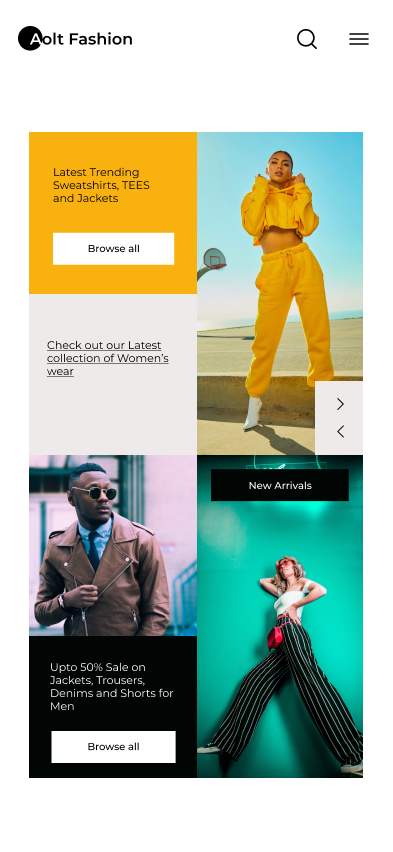 Aolt Fashion
Latest Trending
Sweatshirts, TEES
and Jackets
Browse all
Check out our Latest
collection of Women's
wear
New Arrivals
Upto 50% Sale on
Jackets, Trousers,
Denims and Shorts for
Men
Browse all